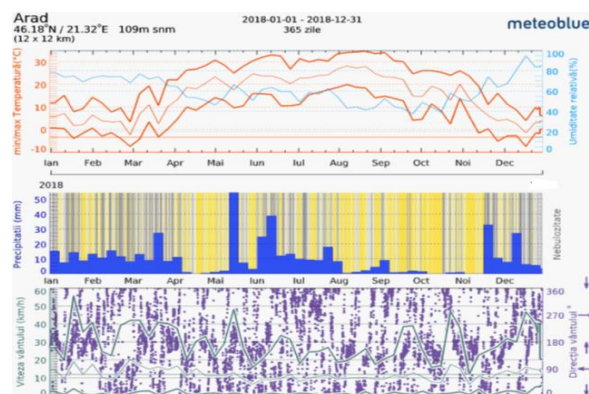 Arad
46.18°N / 21.32°E 109m snm
(12 x 12 km)
2018-01-01 - 2018-12-31
365 zile
meteoblue
min/max Temperatură(°C)
30
20
10
0
-10
100
80
60
40
20
0
Umiditate relativă(%)
Ian Feb Mar Apr Mai Iun Iul Aug Sep Oct Noi Dec
2018
Precipitatii (mm)
50
40
30
20
10
0
Nebulozitate
Ian Feb Mar Apr Mai Iun Iul Aug Sep Oct Noi Dec
Viteza vântului (km/h)
60
50
40
30
20
10
0
360
270
180
90
0
Direcția vântului °